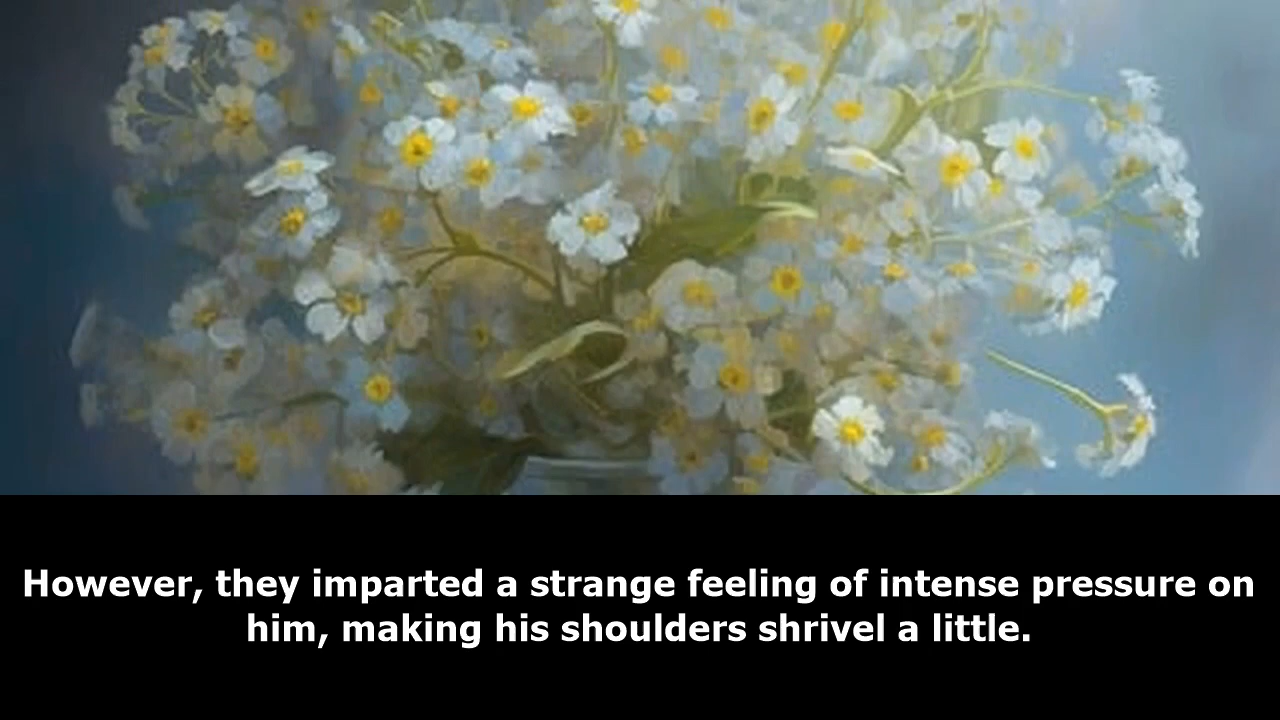 However, they imparted a strange feeling of intense pressure on
him, making his shoulders shrivel a little.